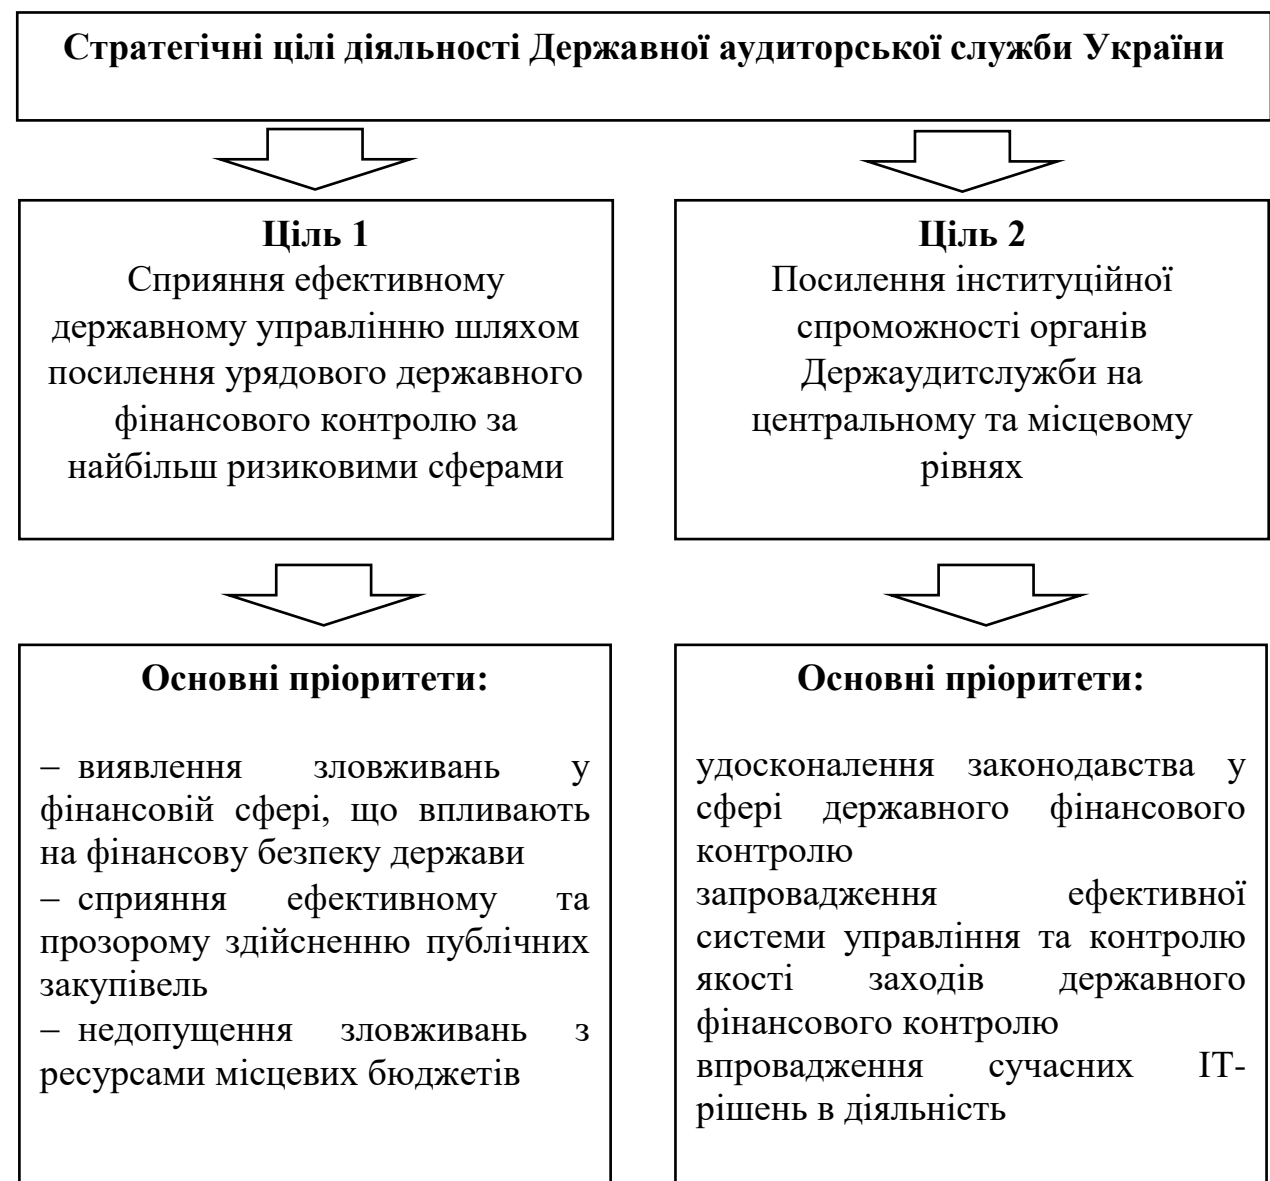 Стратегічні цілі діяльності Державної аудиторської служби України
Ціль 1
Сприяння ефективному
державному управлінню шляхом
посилення урядового державного
фінансового контролю за
найбільш ризиковими сферами
Ціль 2
Посилення інституційної
спроможності органів
Держаудитслужби на
центральному та місцевому
рівнях
Основні пріоритети:
– виявлення зловживань у
фінансовій сфері, що впливають
на фінансову безпеку держави
– сприяння ефективному та
прозорому здійсненню публічних
закупівель
– недопущення зловживань з
ресурсами місцевих бюджетів
Основні пріоритети:
удосконалення законодавства у
сфері державного фінансового
контролю
запровадження ефективної
системи управління та контролю
якості заходів державного
фінансового контролю
впровадження сучасних ІТ-
рішень в діяльність